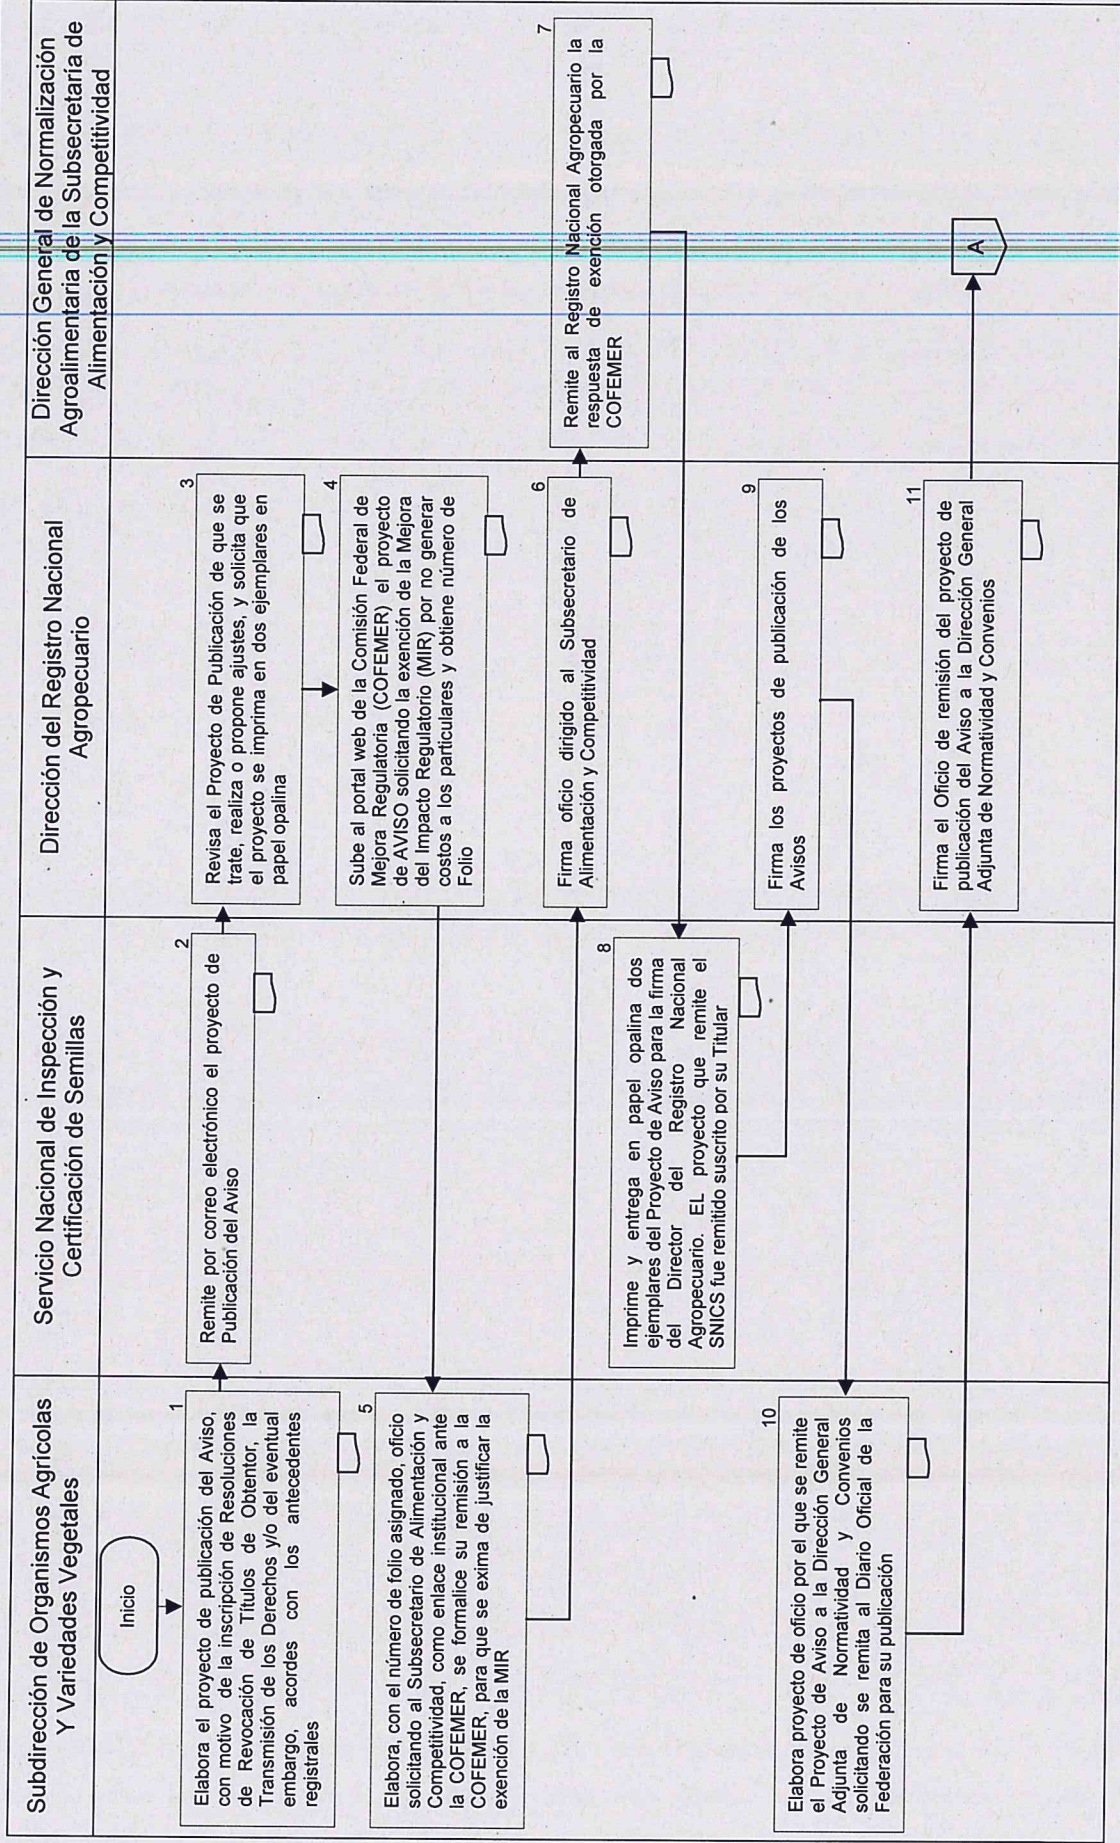 Subdirección de Organismos Agrícolas
Y Variedades Vegetales
Servicio Nacional de Inspección y
Certificación de Semillas
Dirección del Registro Nacional
Agropecuario
Dirección General de Normalización
Agroalimentaria de la Subsecretaría de
Alimentación y Competitividad
Inicio
1
Elabora el proyecto de publicación del Aviso,
con motivo de la inscripción de Resoluciones
de Revocación de Títulos de Obtentor, la
Transmisión de los Derechos y/o del eventual
embargo, acordes con los antecedentes
registrales
2
Remite por correo electrónico el proyecto de
Publicación del Aviso
3
Revisa el Proyecto de Publicación de que se
trate, realiza o propone ajustes, y solicita que
el proyecto se imprima en dos ejemplares en
papel opalina
4
Sube al portal web de la Comisión Federal de
Mejora Regulatoria (COFEMER) el proyecto
de AVISO solicitando la exención de la Mejora
del Impacto Regulatorio (MIR) por no generar
costos a los particulares y obtiene número de
Folio
5
Elabora, con el número de folio asignado, oficio
solicitando al Subsecretario de Alimentación y
Competitividad, como enlace institucional ante
la COFEMER, se formalice su remisión a la
COFEMER, para que se exima de justificar la
exención de la MIR
6
Firma oficio dirigido al Subsecretario de
Alimentación y Competitividad
7
Remite al Registro Nacional Agropecuario la
respuesta de exención otorgada por la
COFEMER
8
Imprime y entrega en papel opalina dos
ejemplares del Proyecto de Aviso para la firma
del Director del Registro Nacional
Agropecuario. EL proyecto que remite el
SNICS fue remitido suscrito por su Titular
9
Firma los proyectos de publicación de los
Avisos
10
Elabora proyecto de oficio por el que se remite
el Proyecto de Aviso a la Dirección General
Adjunta de Normatividad y Convenios
solicitando se remita al Diario Oficial de la
Federación para su publicación
11
Firma el Oficio de remisión del proyecto de
publicación del Aviso a la Dirección General
Adjunta de Normatividad y Convenios
A